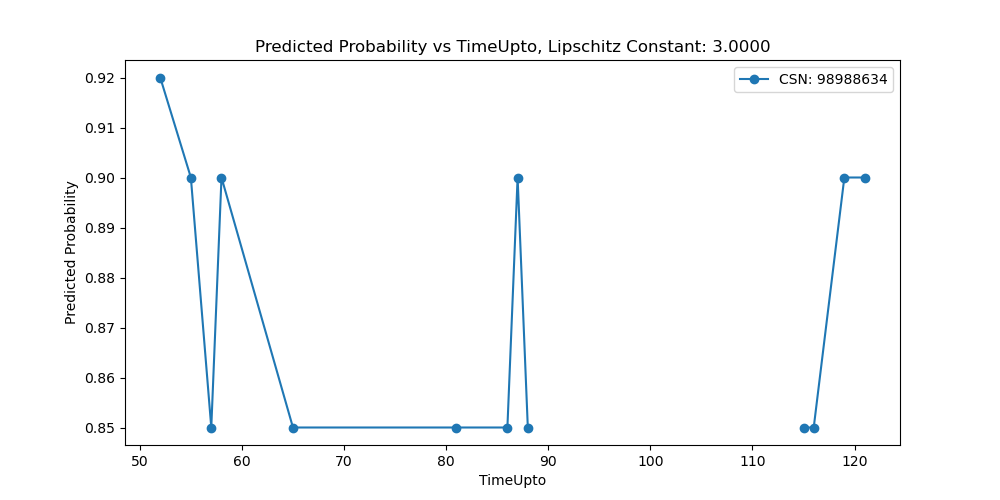 Predicted Probability vs TimeUpto, Lipschitz Constant: 3.0000
CSN: 98988634
Predicted Probability
0.92
0.91
0.90
0.89
0.88
0.87
0.86
0.85
50 60 70 80 90 100 110 120
TimeUpto